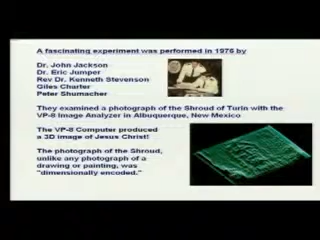 A fascinating experiment was performed in 1976 by
Dr. John Jackson
Dr. Eric Jumper
Rev Dr. Kenneth Stevenson
Giles Charter
Peter Shumacher
They examined a photograph of the Shroud of Turin with the
VP-8 Image Analyzer in Albuquerque, New Mexico
The VP-8 Computer produced
a 3D image of Jesus Christ!
The photograph of the Shroud,
unlike any photograph of a
drawing or painting, was
"dimensionally encoded."